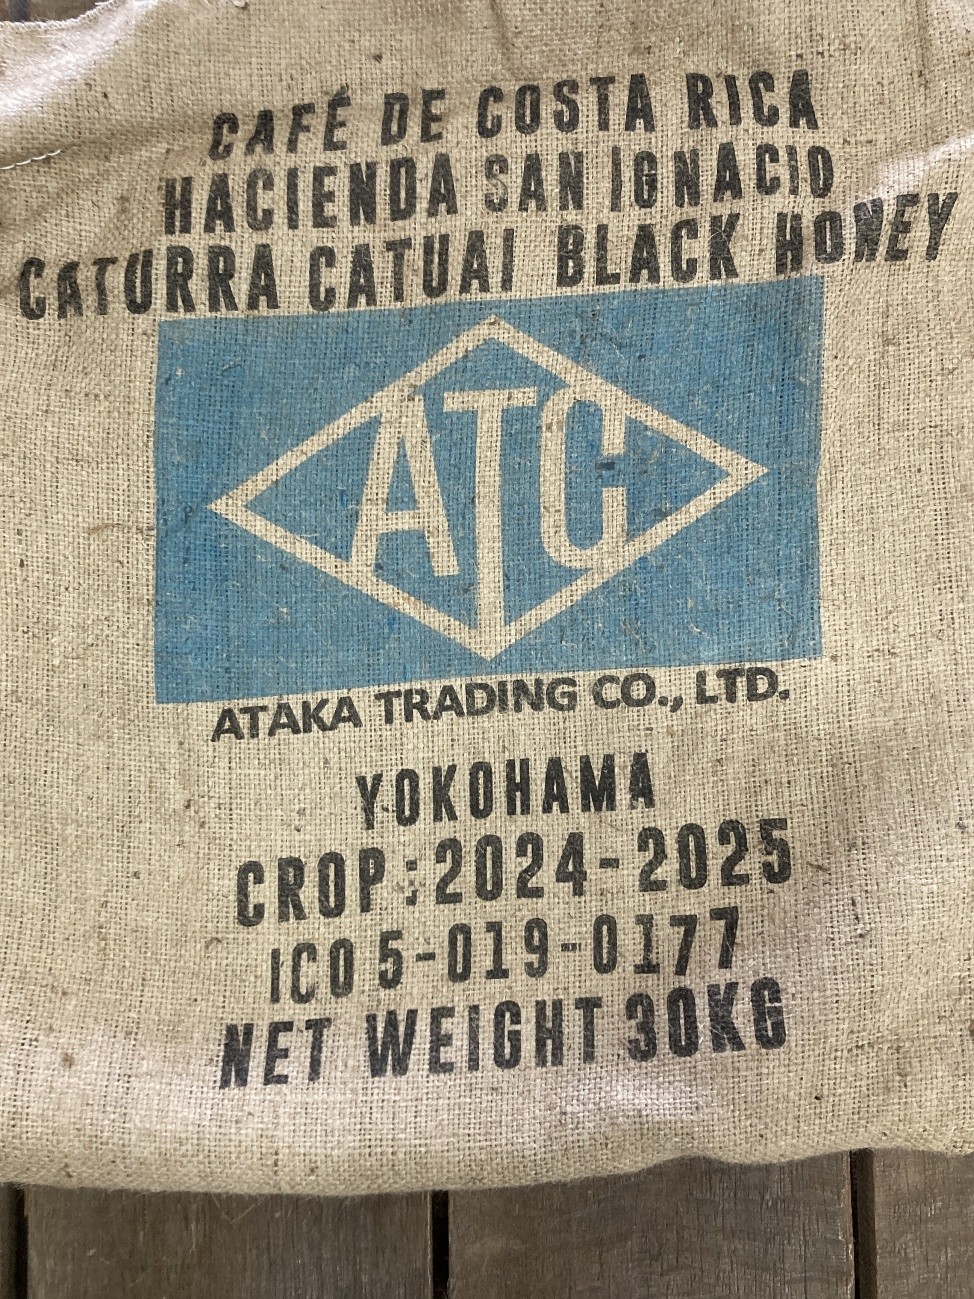 CAFÉ DE COSTA RICA
HACIENDA SAN IGNACIO
CATURRA CATUAI BLACK HONEY
ATC
ATAKA TRADING CO., LTD.
YOKOHAMA
CROP:2024-2025
ICO 5-019-0177
NET WEIGHT 30KG